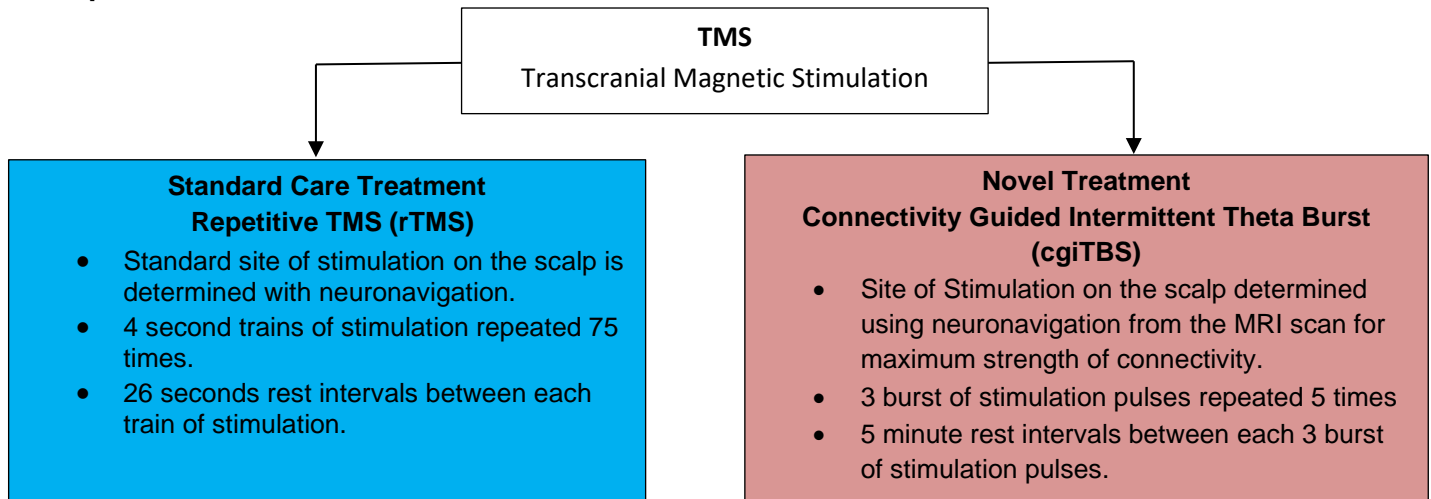 TMS
Transcranial Magnetic Stimulation
Standard Care Treatment
Repetitive TMS (rTMS)
• Standard site of stimulation on the scalp is
determined with neuronavigation.
• 4 second trains of stimulation repeated 75
times.
• 26 seconds rest intervals between each
train of stimulation.
Novel Treatment
Connectivity Guided Intermittent Theta Burst
(cgiTBS)
• Site of Stimulation on the scalp determined
using neuronavigation from the MRI scan for
maximum strength of connectivity.
• 3 burst of stimulation pulses repeated 5 times
• 5 minute rest intervals between each 3 burst
of stimulation pulses.